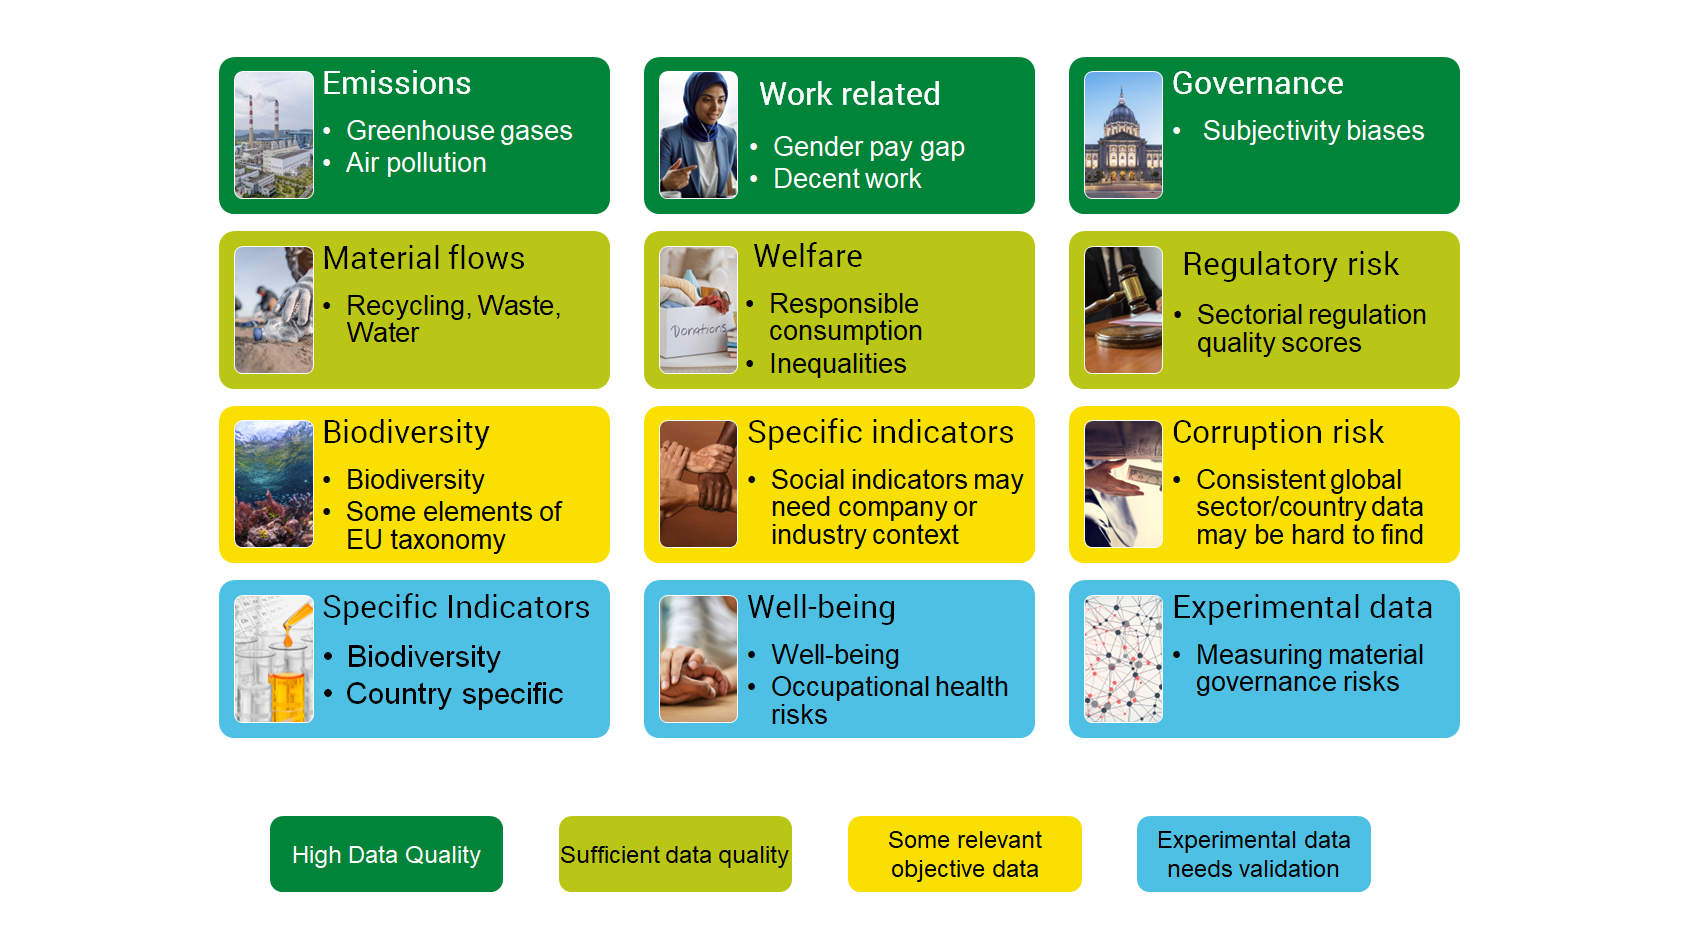 Emissions
• Greenhouse gases
• Air pollution
Work related
• Gender pay gap
• Decent work
Governance
• Subjectivity biases
Material flows
• Recycling, Waste,
Water
Welfare
• Responsible
consumption
• Inequalities
Donations
Regulatory risk
• Sectorial regulation
quality scores
Biodiversity
• Biodiversity
• Some elements of
EU taxonomy
Specific indicators
• Social indicators may
need company or
industry context
Corruption risk
• Consistent global
sector/country data
may be hard to find
Specific Indicators
• Biodiversity
• Country specific
Well-being
• Well-being
• Occupational health
risks
Experimental data
• Measuring material
governance risks
High Data Quality
Sufficient data quality
Some relevant
objective data
Experimental data
needs validation